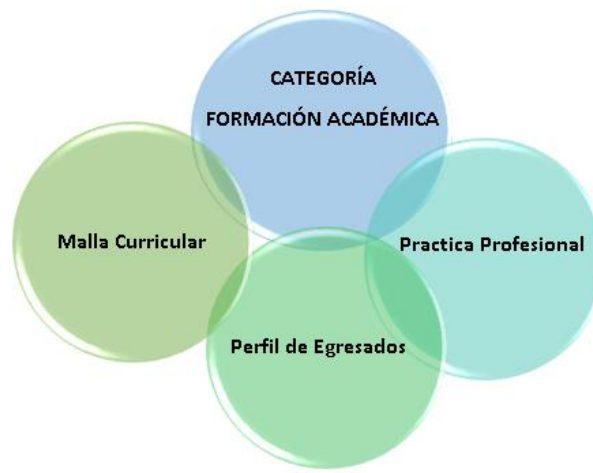 CATEGORÍA
FORMACIÓN ACADÉMICA
Malla Curricular
Practica Profesional
Perfil de Egresados